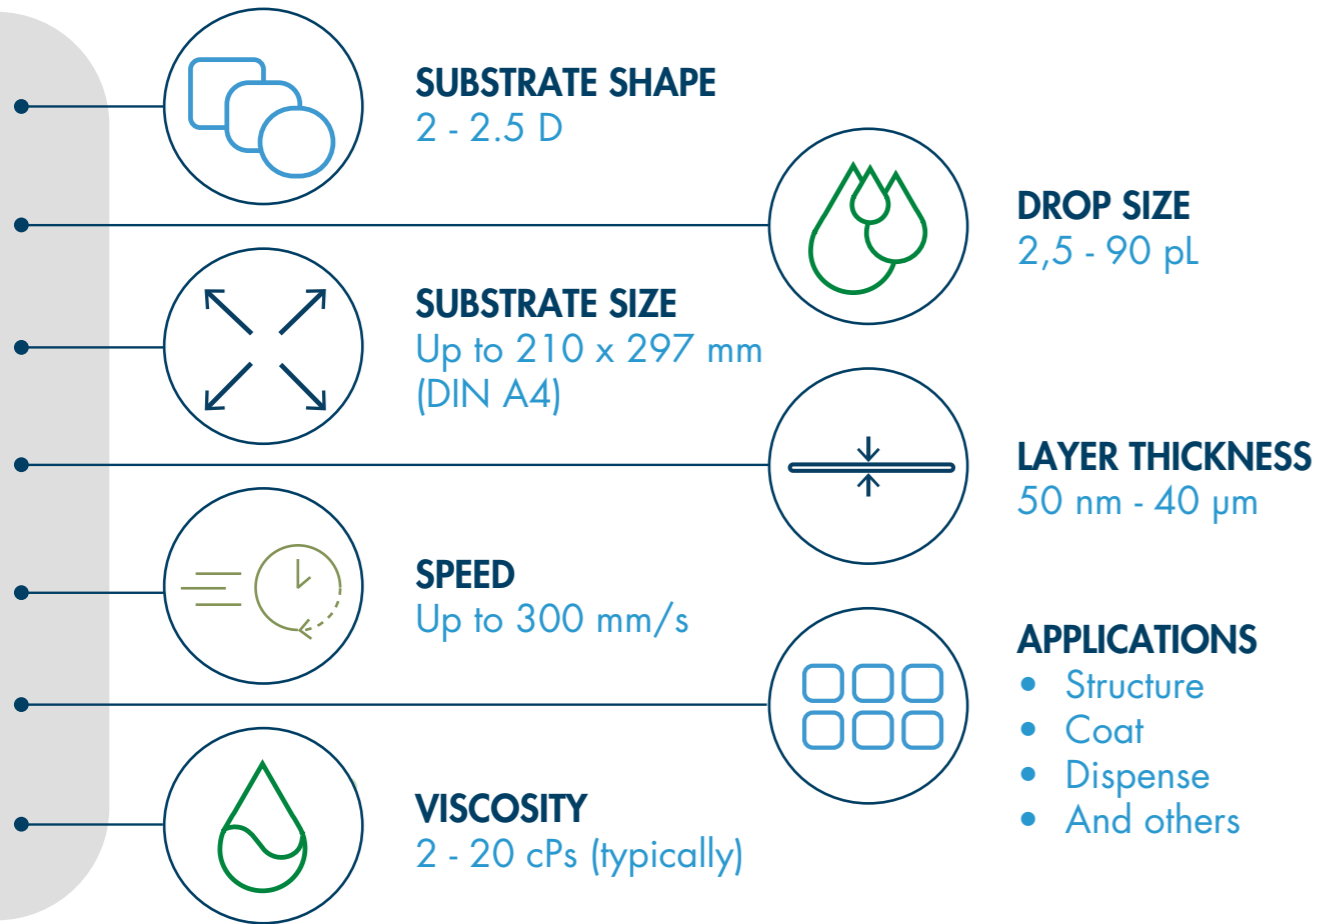 SUBSTRATE SHAPE
2 - 2.5 D
DROP SIZE
2,5 - 90 pL
SUBSTRATE SIZE
Up to 210 x 297 mm
(DIN A4)
LAYER THICKNESS
50 nm - 40 µm
SPEED
Up to 300 mm/s
APPLICATIONS
• Structure
• Coat
• Dispense
• And others
VISCOSITY
2 - 20 cPs (typically)